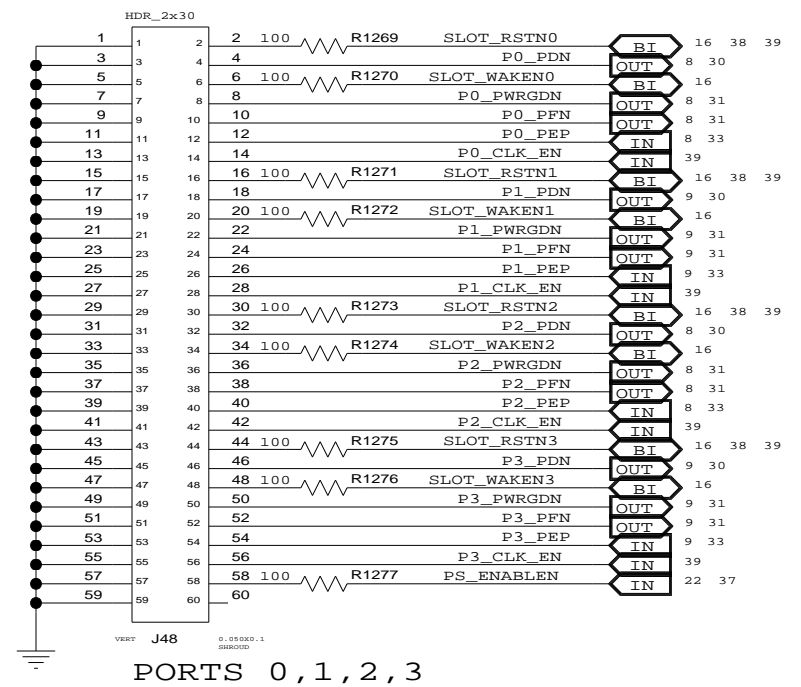 HDR_2x30
1 1 2 2 100 R1269 SLOT_RSTN0 BI 16 38 39
3 3 4 4 P0_PDN OUT 8 30
5 5 6 6 100 R1270 SLOT_WAKEN0 BI 16
7 7 8 8 P0_PWRGDN OUT 8 31
9 9 10 10 P0_PFN OUT 8 31
11 11 12 12 P0_PEP IN 8 33
13 13 14 14 P0_CLK_EN IN 39
15 15 16 16 100 R1271 SLOT_RSTN1 BI 16 38 39
17 17 18 18 P1_PDN OUT 9 30
19 19 20 20 100 R1272 SLOT_WAKEN1 BI 16
21 21 22 22 P1_PWRGDN OUT 9 31
23 23 24 24 P1_PFN OUT 9 31
25 25 26 26 P1_PEP IN 9 33
27 27 28 28 P1_CLK_EN IN 39
29 29 30 30 100 R1273 SLOT_RSTN2 BI 16 38 39
31 31 32 32 P2_PDN OUT 8 30
33 33 34 34 100 R1274 SLOT_WAKEN2 BI 16
35 35 36 36 P2_PWRGDN OUT 8 31
37 37 38 38 P2_PFN OUT 8 31
39 39 40 40 P2_PEP IN 8 33
41 41 42 42 P2_CLK_EN IN 39
43 43 44 44 100 R1275 SLOT_RSTN3 BI 16 38 39
45 45 46 46 P3_PDN OUT 9 30
47 47 48 48 100 R1276 SLOT_WAKEN3 BI 16
49 49 50 50 P3_PWRGDN OUT 9 31
51 51 52 52 P3_PFN OUT 9 31
53 53 54 54 P3_PEP IN 9 33
55 55 56 56 P3_CLK_EN IN 39
57 57 58 58 100 R1277 PS_ENABLEN IN 22 37
59 59 60 60
VERT J48 0.050X0.1
SHROUD
PORTS 0,1,2,3